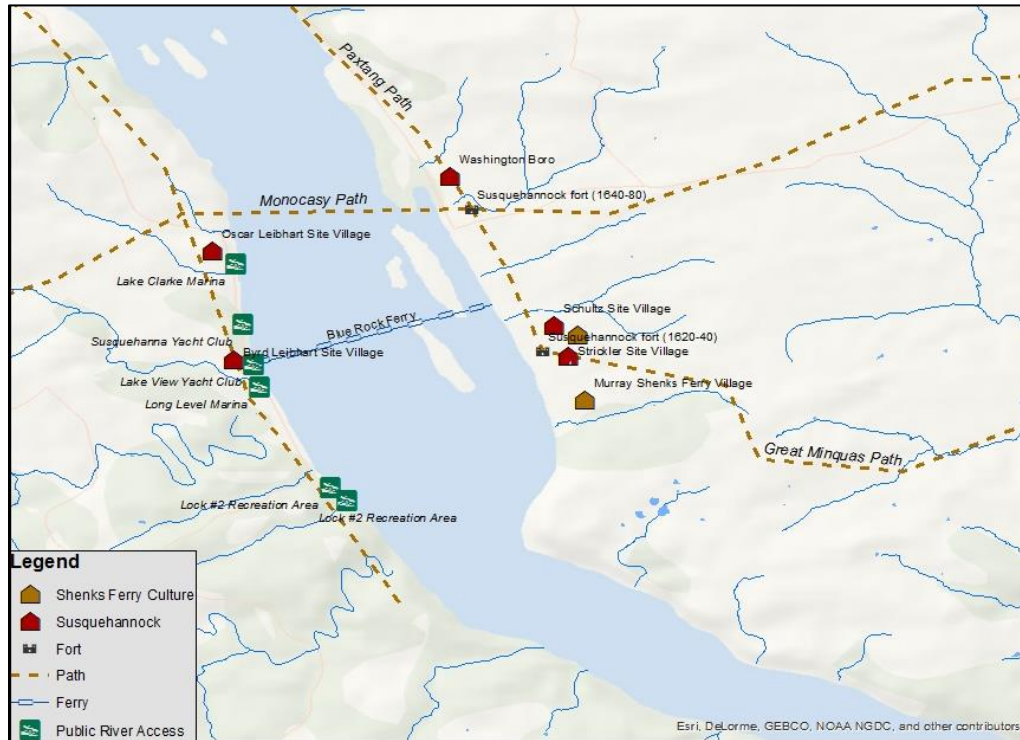 Paxtang Path
Washington Boro
Susquehannock fort (1640-80)
Monocasy Path
Oscar Leibhart Site Village
Lake Clarke Marina
Schultz Site Village
Blue Rock Ferry
Susquehanna Yacht Club
Susquehannock fort (1620-40)
Byrd Leibhart Site Village
Strickler Site Village
Lake View Yacht Club
Murray Shenks Ferry Village
Long Level Marina
Great Minquas Path
Lock #2 Recreation Area
Lock #2 Recreation Area
Legend
Shenks Ferry Culture
Susquehannock
Fort
Path
Ferry
Public River Access
Esri, DeLorme, GEBCO, NOAA NGDC, and other contributors